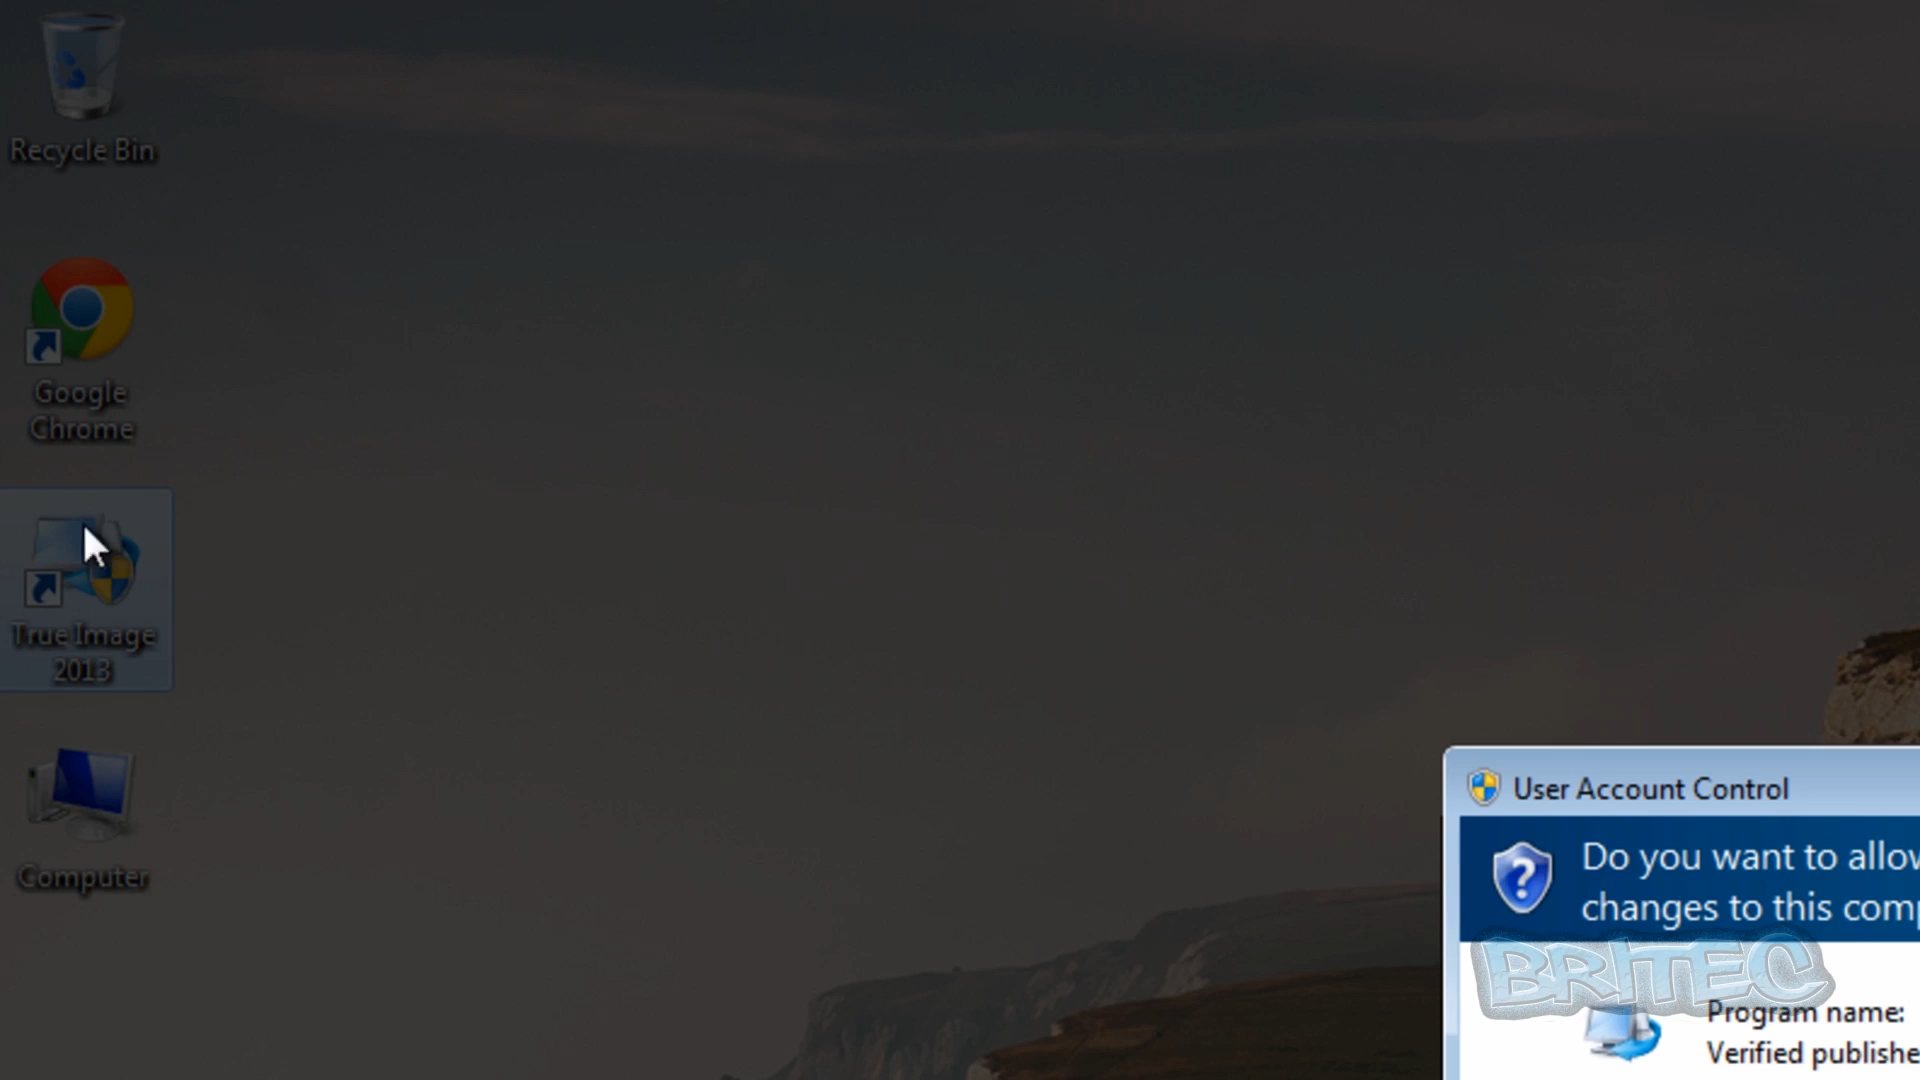 Recycle Bin
Google
Chrome
True Image
2013
Computer
User Account Control
Do you want to allow
changes to this comp
BRITEC
Program name:
Verified publishe